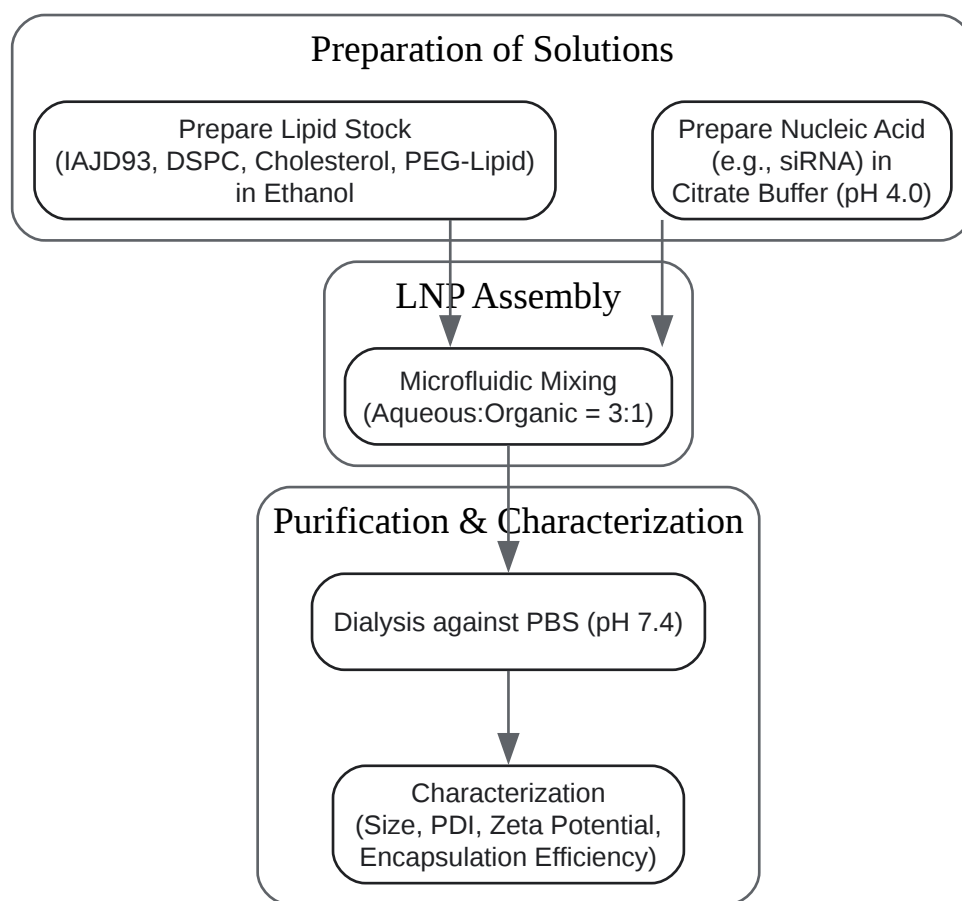 Preparation of Solutions
Prepare Lipid Stock
(IAJD93, DSPC, Cholesterol, PEG-Lipid)
in Ethanol
Prepare Nucleic Acid
(e.g., siRNA) in
Citrate Buffer (pH 4.0)
LNP Assembly
Microfluidic Mixing
(Aqueous:Organic = 3:1)
Purification & Characterization
Dialysis against PBS (pH 7.4)
Characterization
(Size, PDI, Zeta Potential,
Encapsulation Efficiency)